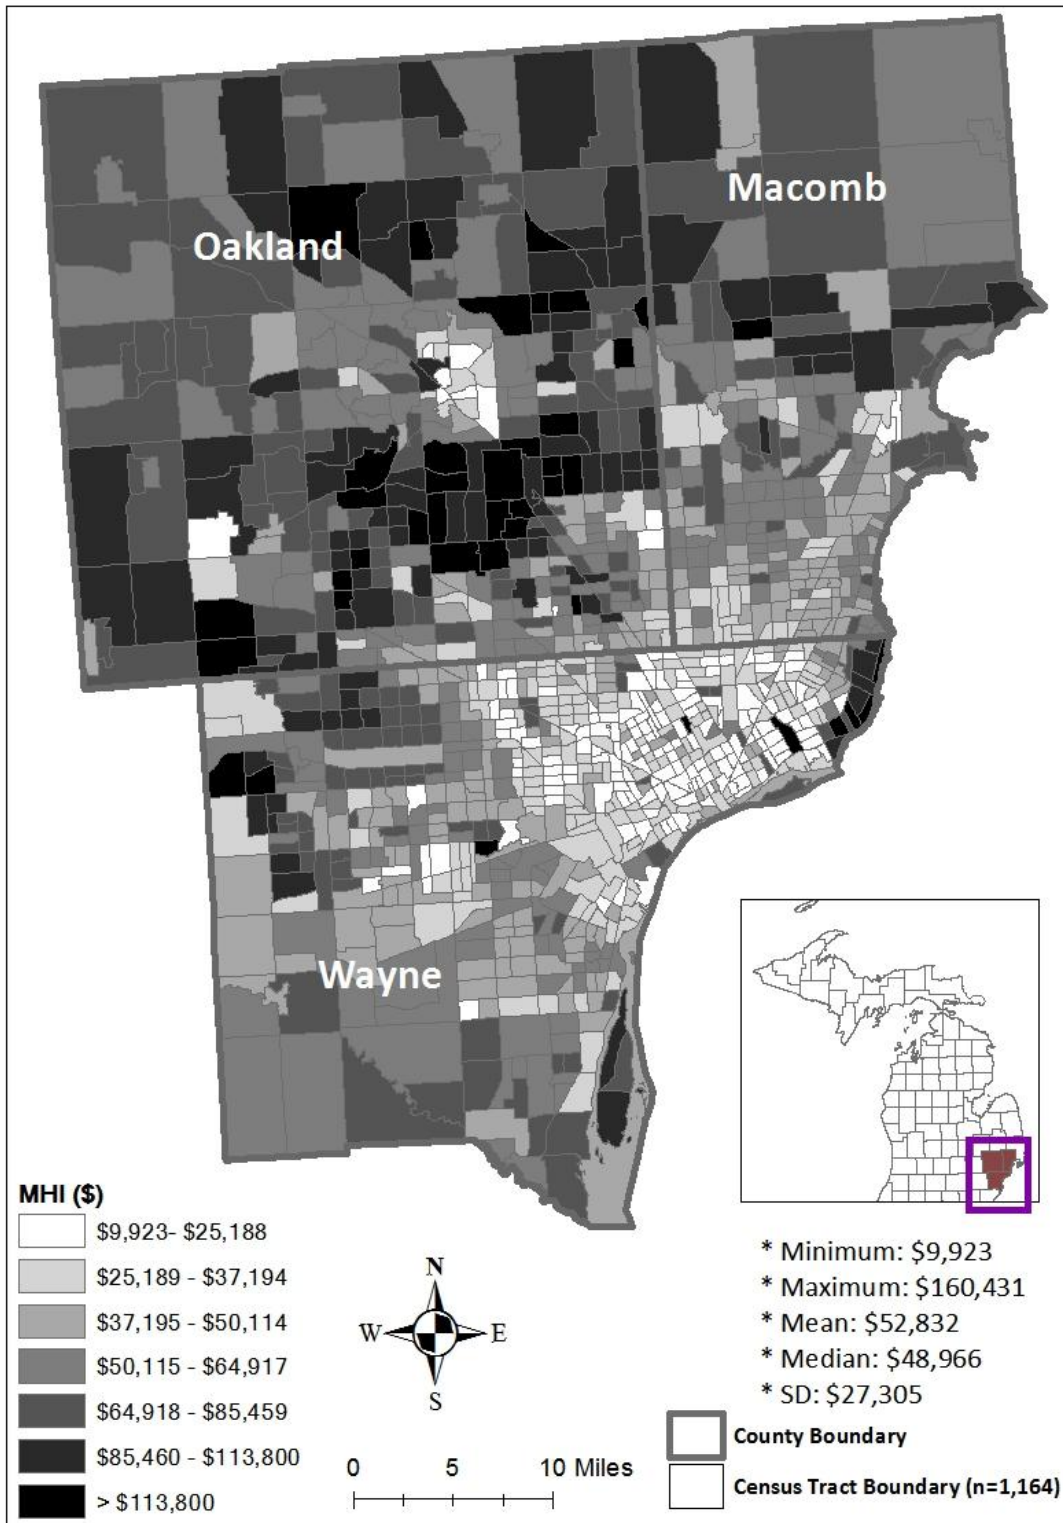 Macomb
Oakland
Wayne
MHI ($)
$9,923- $25,188
$25,189 - $37,194
$37,195 - $50,114
$50,115 - $64,917
$64,918 - $85,459
$85,460 - $113,800
> $113,800
N
W E
S
0 5 10 Miles
* Minimum: $9,923
* Maximum: $160,431
* Mean: $52,832
* Median: $48,966
* SD: $27,305
County Boundary
Census Tract Boundary (n=1,164)